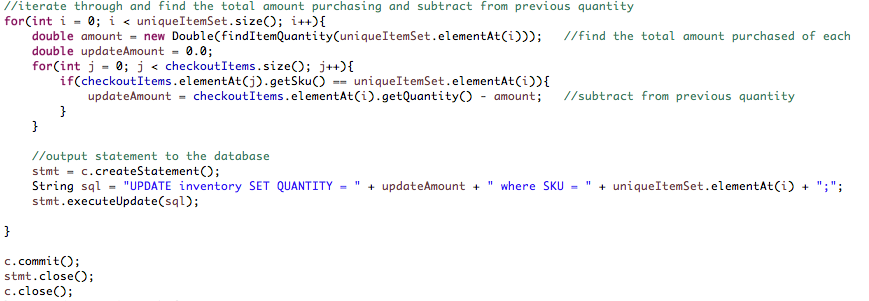 //iterate through and find the total amount purchasing and subtract from previous quantity
for(int i = 0; i < uniqueItemSet.size(); i++){
    double amount = new Double(findItemQuantity(uniqueItemSet.elementAt(i)));   //find the total amount purchased of each
    double updateAmount = 0.0;
    for(int j = 0; j < checkoutItems.size(); j++){
        if(checkoutItems.elementAt(j).getSku() == uniqueItemSet.elementAt(i)){
            updateAmount = checkoutItems.elementAt(i).getQuantity() - amount;   //subtract from previous quantity
        }
    }
    //output statement to the database
    stmt = c.createStatement();
    String sql = "UPDATE inventory SET QUANTITY = " + updateAmount + " where SKU = " + uniqueItemSet.elementAt(i) + ";";
    stmt.executeUpdate(sql);
}
c.commit();
stmt.close();
c.close();